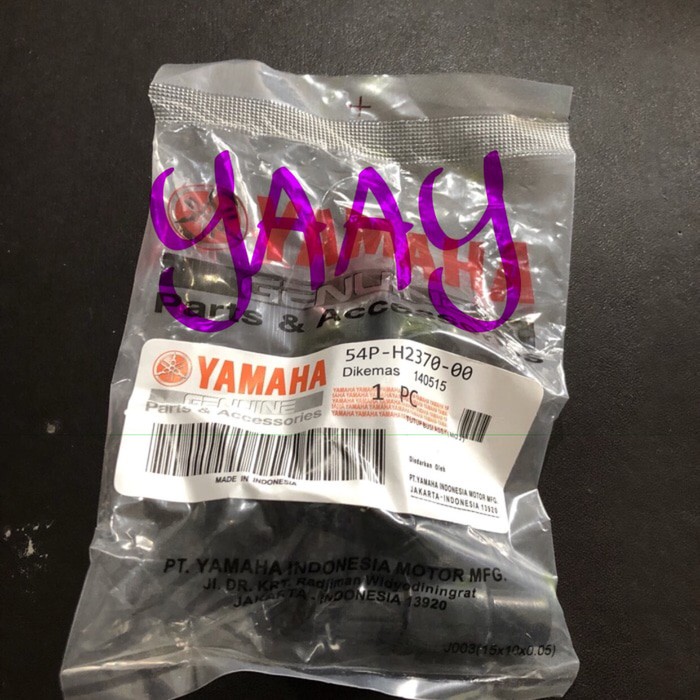 YAAY
YAMAHA
GENUINE
Parts & Accessories
YAMAHA
GENUINE
Parts & Accessories
54P-H2370-00
Dikemas 140515
1 PC
MADE IN INDONESIA
Diedarkan Oleh
PT.YAMAHA INDONESIA MOTOR MFG.
JAKARTA-INDONESIA 13920
PT. YAMAHA INDONESIA MOTOR MFG.
Jl. DR. KRT. Radjiman Widyodiningrat
JAKARTA - INDONESIA 13920
J003(15x10x0.05)